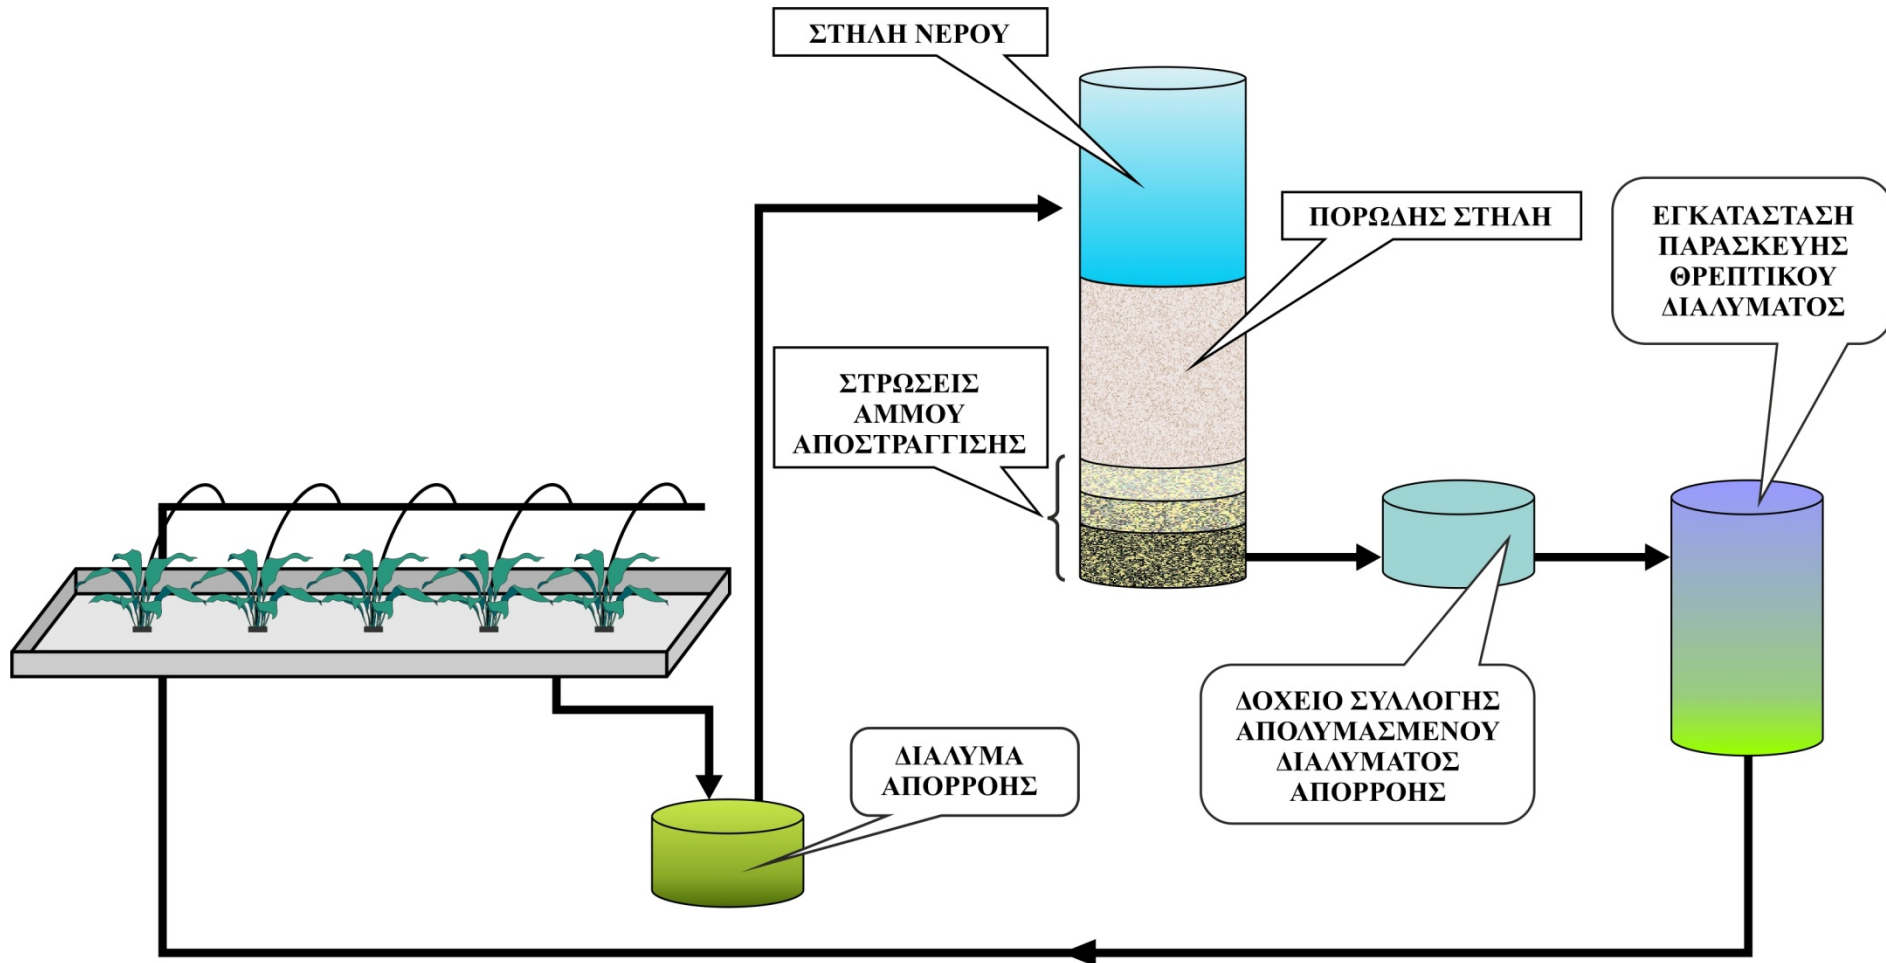 ΣΤΗΛΗ ΝΕΡΟΥ
ΠΟΡΩΔΗΣ ΣΤΗΛΗ
ΕΓΚΑΤΑΣΤΑΣΗ
ΠΑΡΑΣΚΕΥΗΣ
ΘΡΕΠΤΙΚΟΥ
ΔΙΑΛΥΜΑΤΟΣ
ΣΤΡΩΣΕΙΣ
ΑΜΜΟΥ
ΑΠΟΣΤΡΑΓΓΙΣΗΣ
ΔΟΧΕΙΟ ΣΥΛΛΟΓΗΣ
ΑΠΟΛΥΜΑΣΜΕΝΟΥ
ΔΙΑΛΥΜΑΤΟΣ
ΑΠΟΡΡΟΗΣ
ΔΙΑΛΥΜΑ
ΑΠΟΡΡΟΗΣ